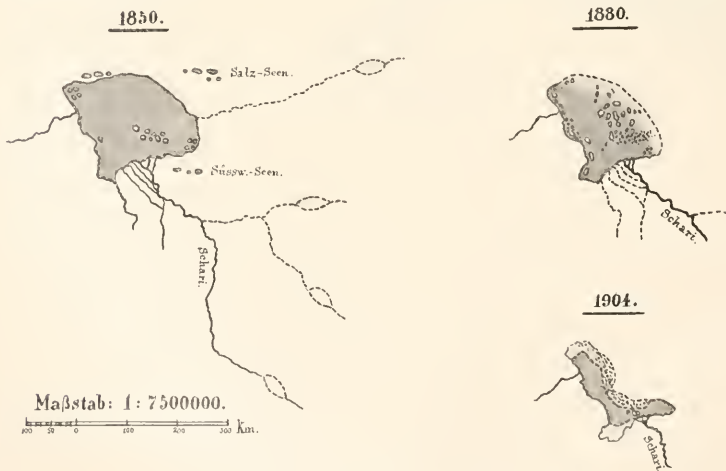 1850.
Salz-Seen.
Süssw.-Seen.
Schari.
Maßstab: 1: 7500000.
100 50 0 100 200 300 Km.
1880.
Schari.
1904.
Schari.